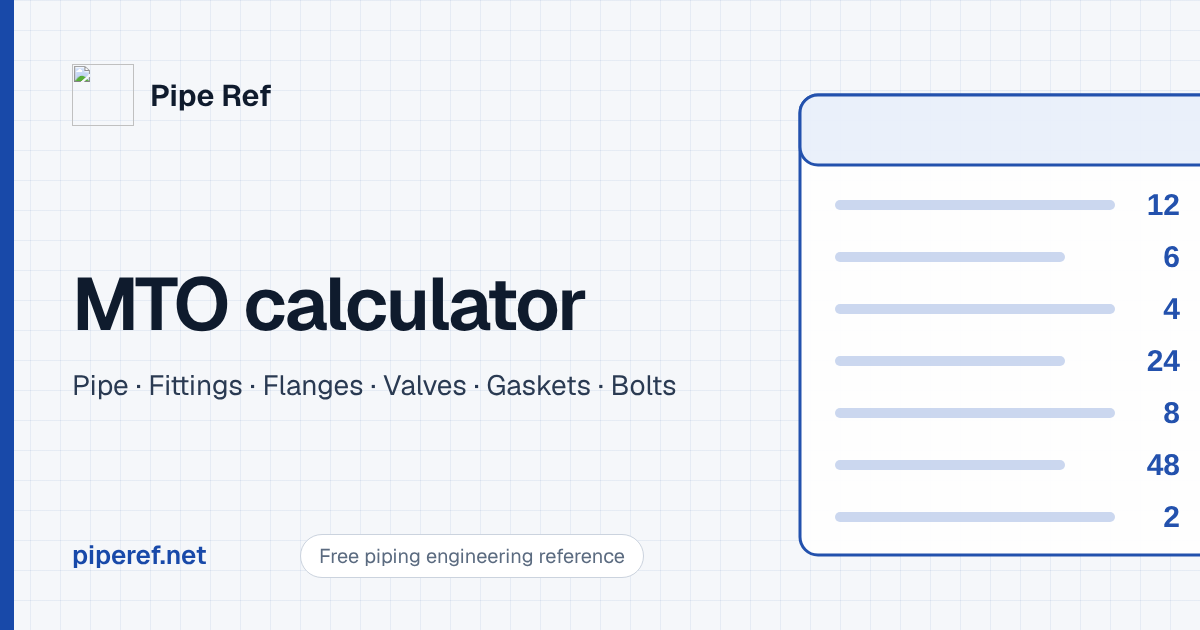 Pipe Ref
MTO calculator
Pipe · Fittings · Flanges · Valves · Gaskets · Bolts
piperef.net
Free piping engineering reference
12
6
4
24
8
48
2